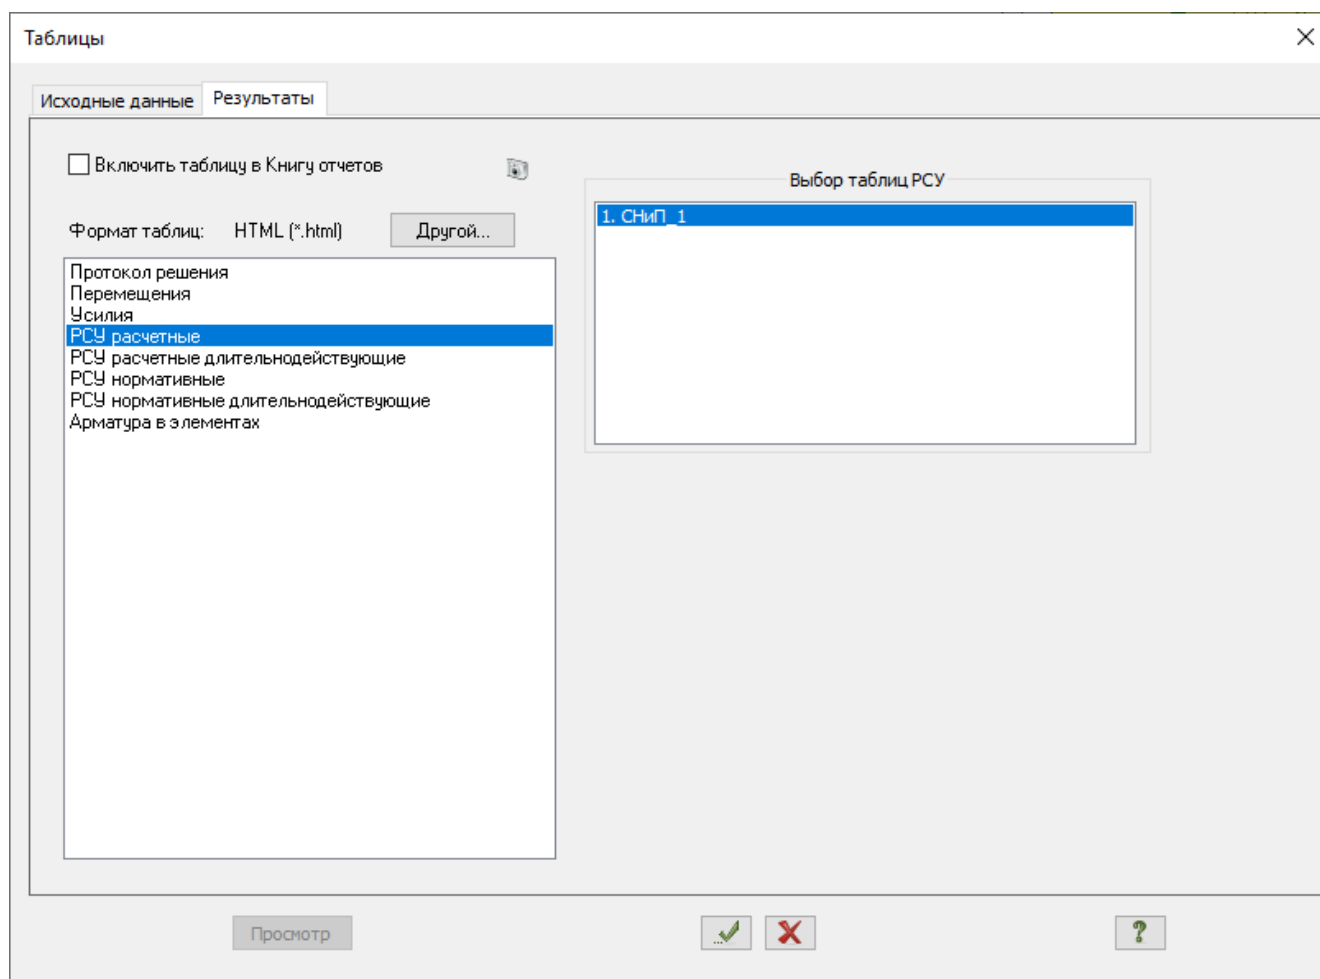 Таблицы
Исходные данные
Результаты
Включить таблицу в Книгу отчетов
Формат таблиц: HTML (*.html) Другой...
Протокол решения
Перемещения
Усилия
РСУ расчетные
РСУ расчетные длительнодействующие
РСУ нормативные
РСУ нормативные длительнодействующие
Арматура в элементах
Выбор таблиц РСУ
1. СНиП_1
Просмотр
?